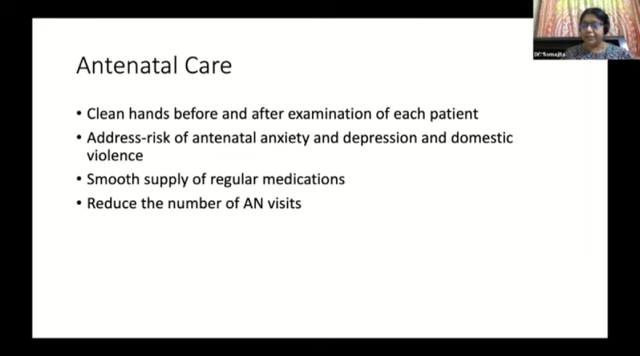 Antenatal Care
• Clean hands before and after examination of each patient
• Address-risk of antenatal anxiety and depression and domestic
violence
• Smooth supply of regular medications
• Reduce the number of AN visits